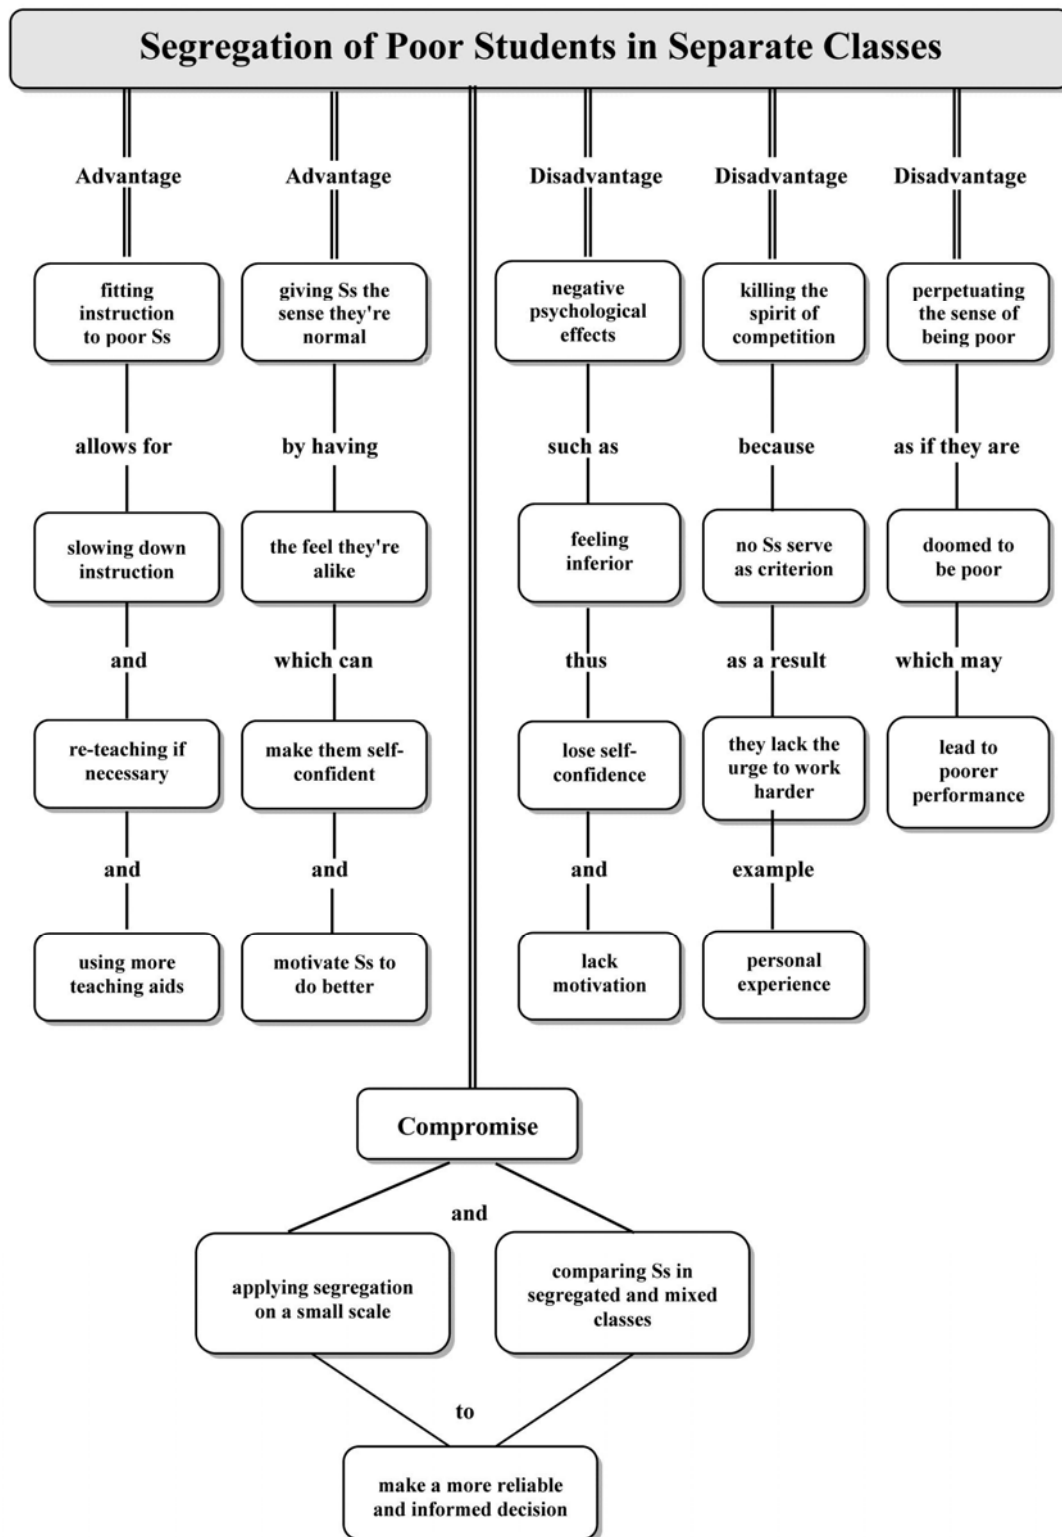 Segregation of Poor Students in Separate Classes
Advantage
Advantage
Disadvantage
Disadvantage
Disadvantage
fitting
instruction
to poor Ss
giving Ss the
sense they're
normal
negative
psychological
effects
killing the
spirit of
competition
perpetuating
the sense of
being poor
allows for
by having
such as
because
as if they are
slowing down
instruction
the feel they're
alike
feeling
inferior
no Ss serve
as criterion
doomed to
be poor
and
which can
thus
as a result
which may
re-teaching if
necessary
make them self-
confident
lose self-
confidence
they lack the
urge to work
harder
lead to
poorer
performance
and
and
and
example
using more
teaching aids
motivate Ss to
do better
lack
motivation
personal
experience
Compromise
and
applying segregation
on a small scale
comparing Ss in
segregated and mixed
classes
to
make a more reliable
and informed decision